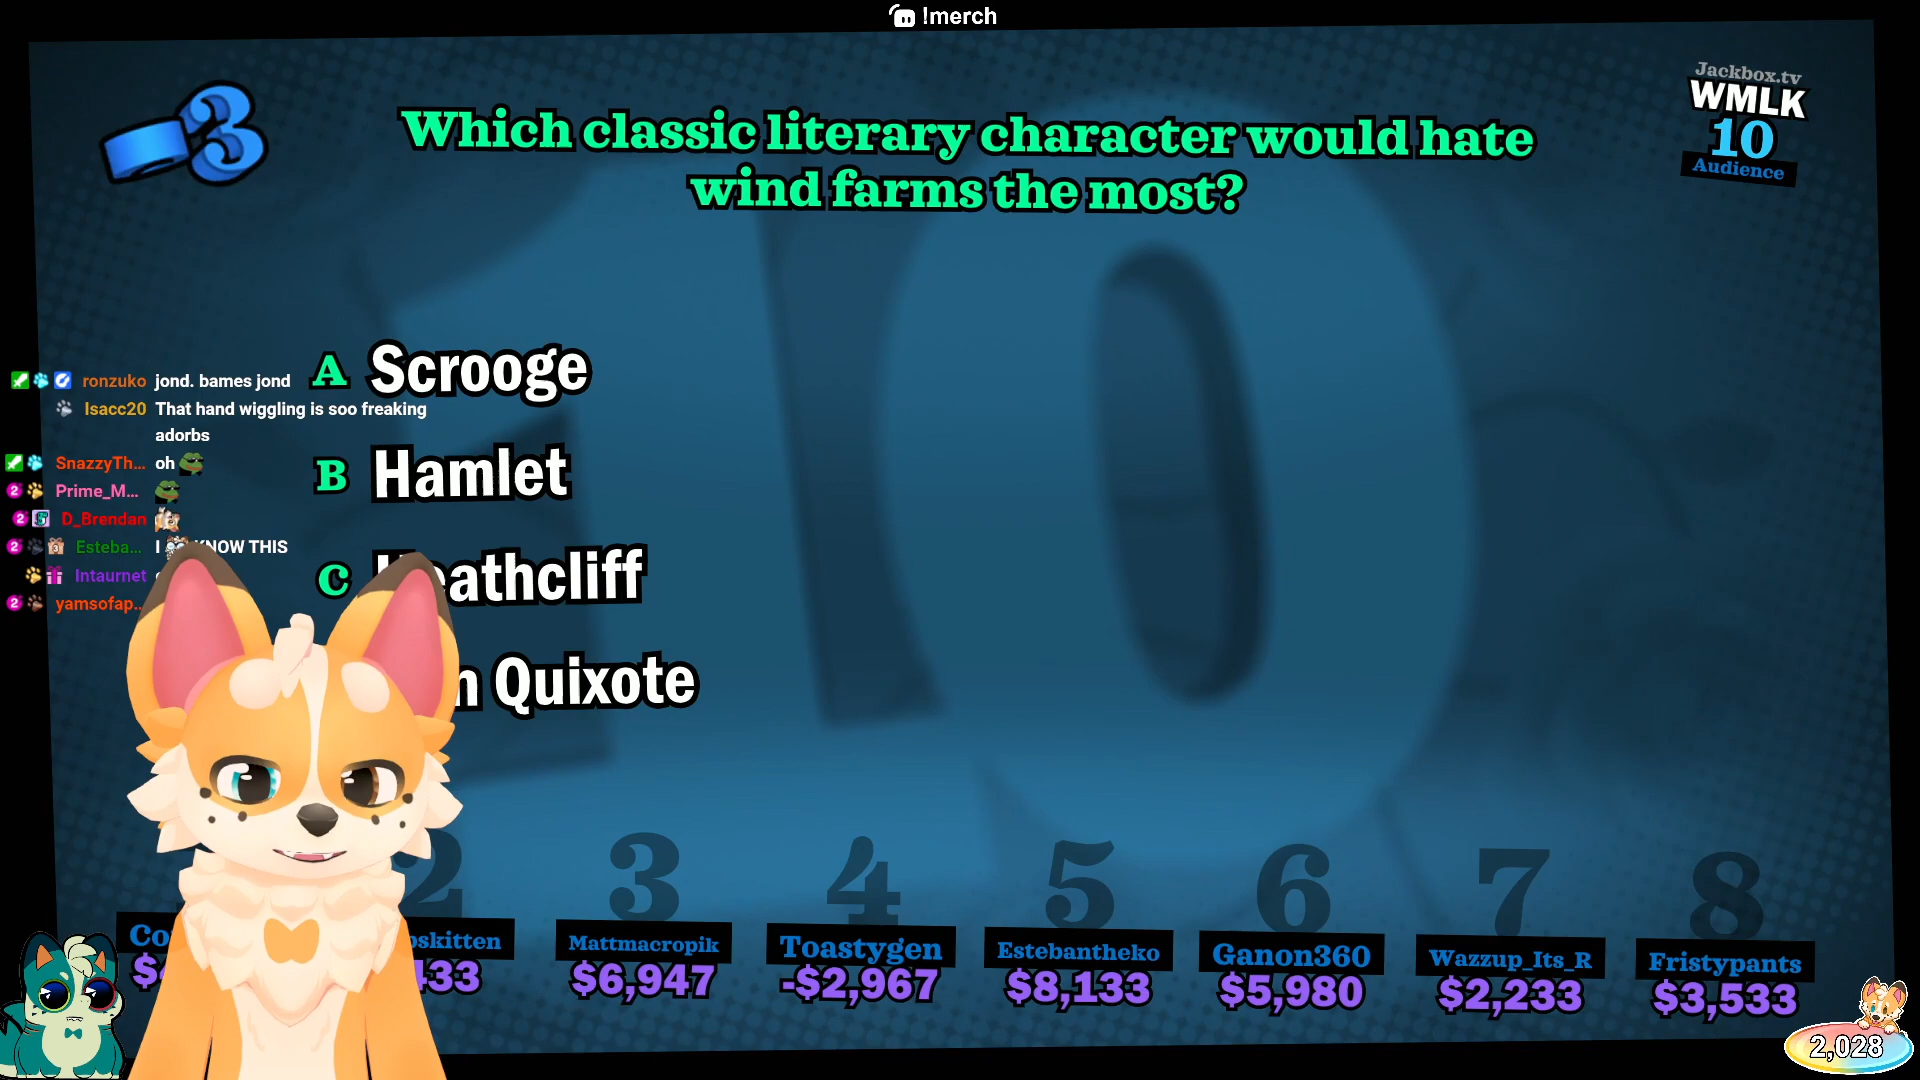 !merch
3
Which classic literary character would hate
wind farms the most?
Jackbox.tv
WMLK
10
Audience
A Scrooge
B Hamlet
C
Quixote
ronzuko jond. bames jond
Isacc20 That hand wiggling is soo freaking
adorbs
SnazzyTh... oh
Prime_M...
D_Brendan
Esteba... I KNOW THIS
Intaurnet
yamsofap...
2
3
4
5
6
7
8
Mattmacropik
$6,947
Toastygen
-$2,967
Estebantheko
$8,133
Ganon360
$5,980
Wazzup_Its_R
$2,233
Fristypants
$3,533
2,028